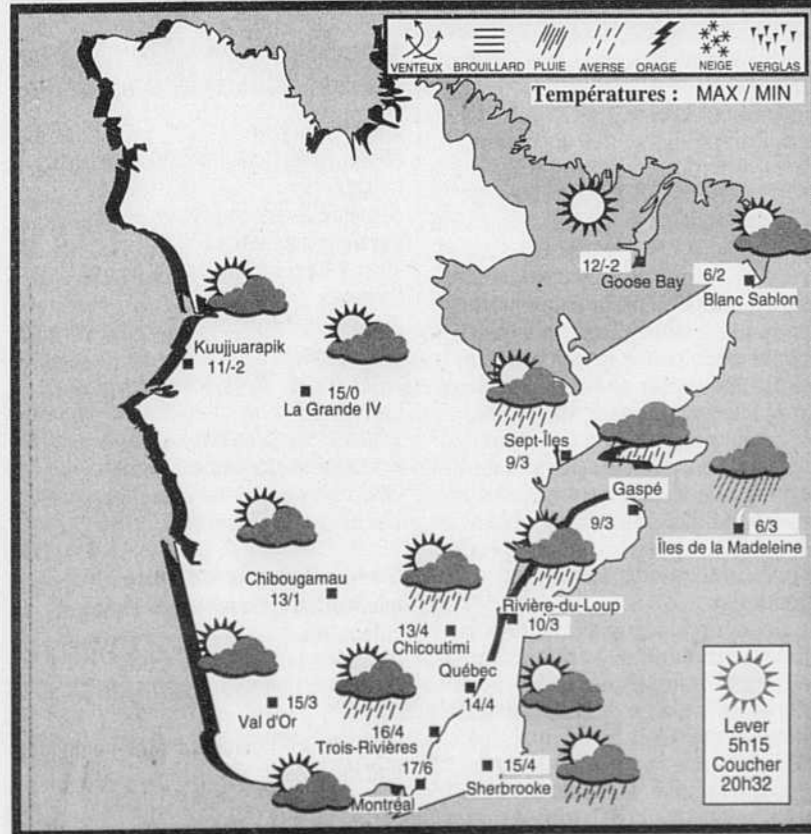 VENTEUX BROUILLARD PLUIE AVERSE ORAGE NEIGE VERGLAS
Températures : MAX / MIN
12/-2
Goose Bay
6/2
Blanc Sablon
Kuujjuarapik
11/-2
15/0
La Grande IV
Sept-Îles
9/3
Gaspé
9/3
6/3
Îles de la Madeleine
Chibougamau
13/1
Rivière-du-Loup
10/3
13/4
Chicoutimi
Québec
14/4
15/3
Val d'Or
16/4
Trois-Rivières
17/6
Montréal
15/4
Sherbrooke
Lever
5h15
Coucher
20h32